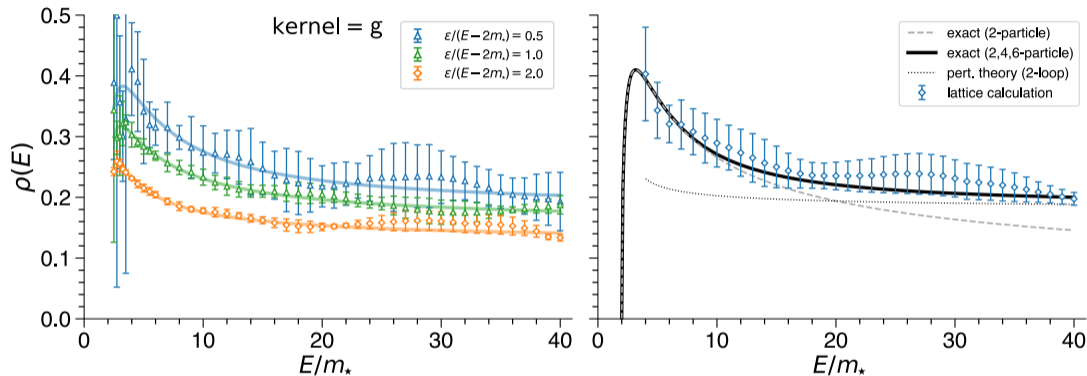 kernel = g
ε/(E−2m⋆) = 0.5
ε/(E−2m⋆) = 1.0
ε/(E−2m⋆) = 2.0
ρ(E)
0.5
0.4
0.3
0.2
0.1
0.0
0 10 20 30 40
E/m⋆
exact (2-particle)
exact (2,4,6-particle)
pert. theory (2-loop)
lattice calculation
0 10 20 30 40
E/m⋆